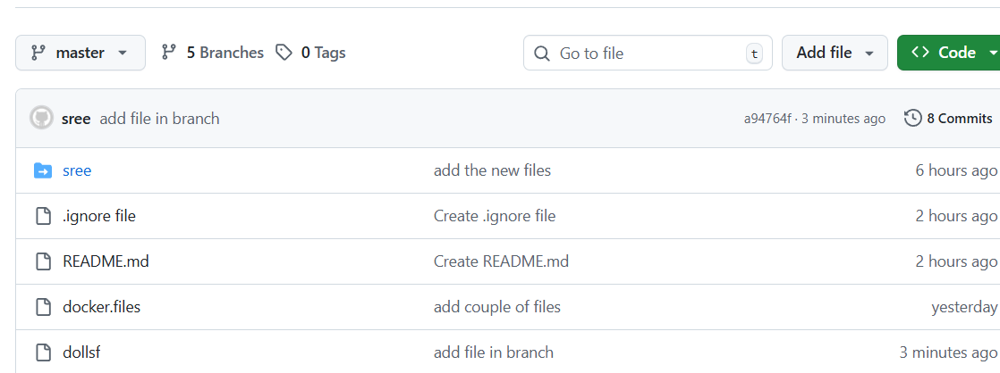 master 5 Branches 0 Tags Go to file t Add file Code
sree add file in branch a94764f · 3 minutes ago 8 Commits
sree add the new files 6 hours ago
.ignore file Create .ignore file 2 hours ago
README.md Create README.md 2 hours ago
docker.files add couple of files yesterday
dollsf add file in branch 3 minutes ago